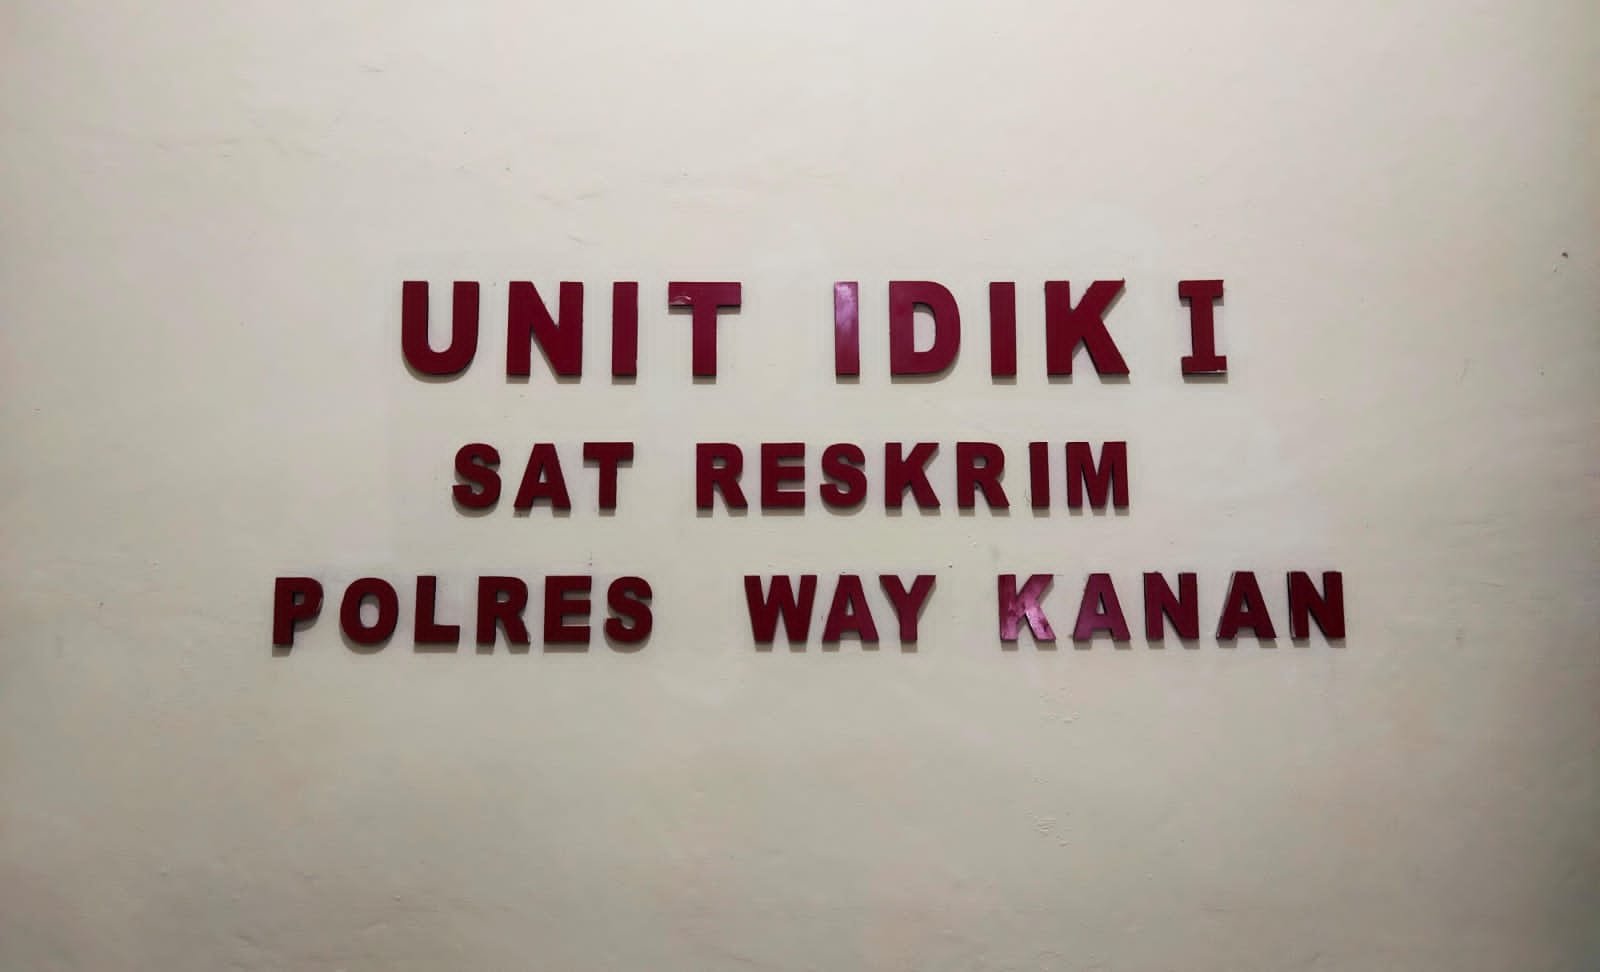 UNIT IDIK I
SAT RESKRIM
POLRES WAY KANAN